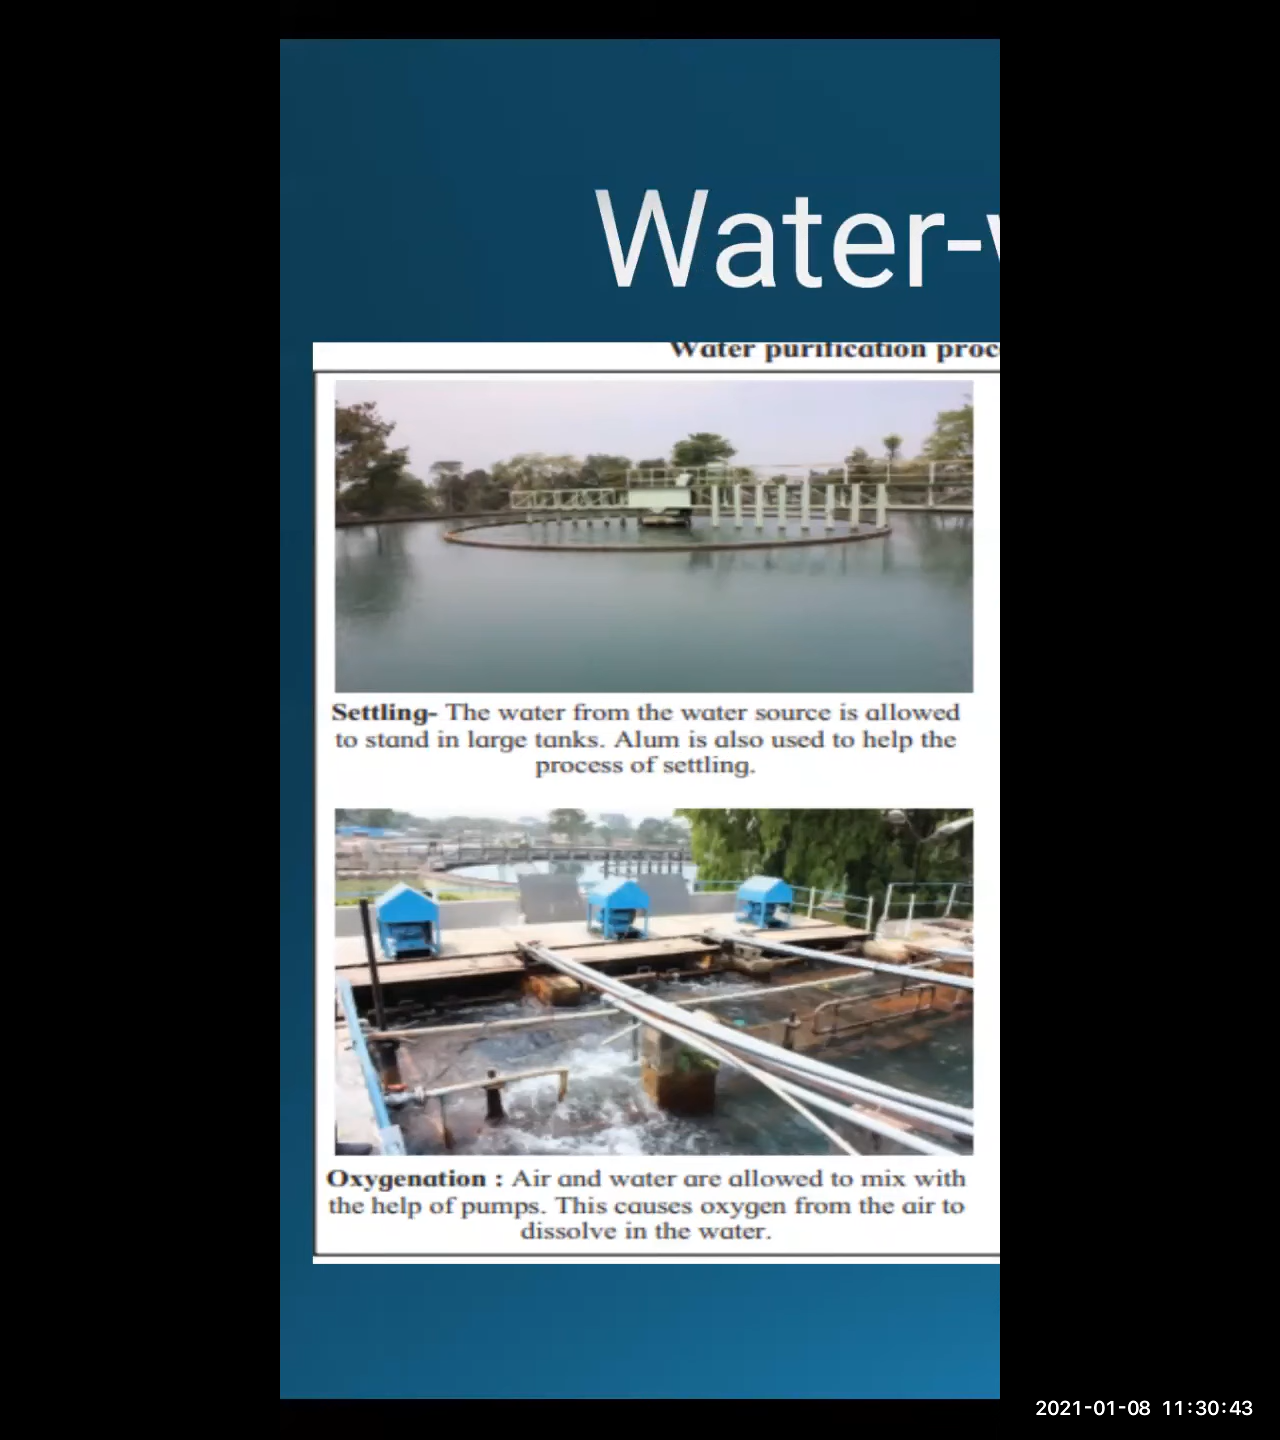 Water-
Water purification proc
Settling- The water from the water source is allowed
to stand in large tanks. Alum is also used to help the
process of settling.
Oxygenation : Air and water are allowed to mix with
the help of pumps. This causes oxygen from the air to
dissolve in the water.
2021-01-08 11:30:43